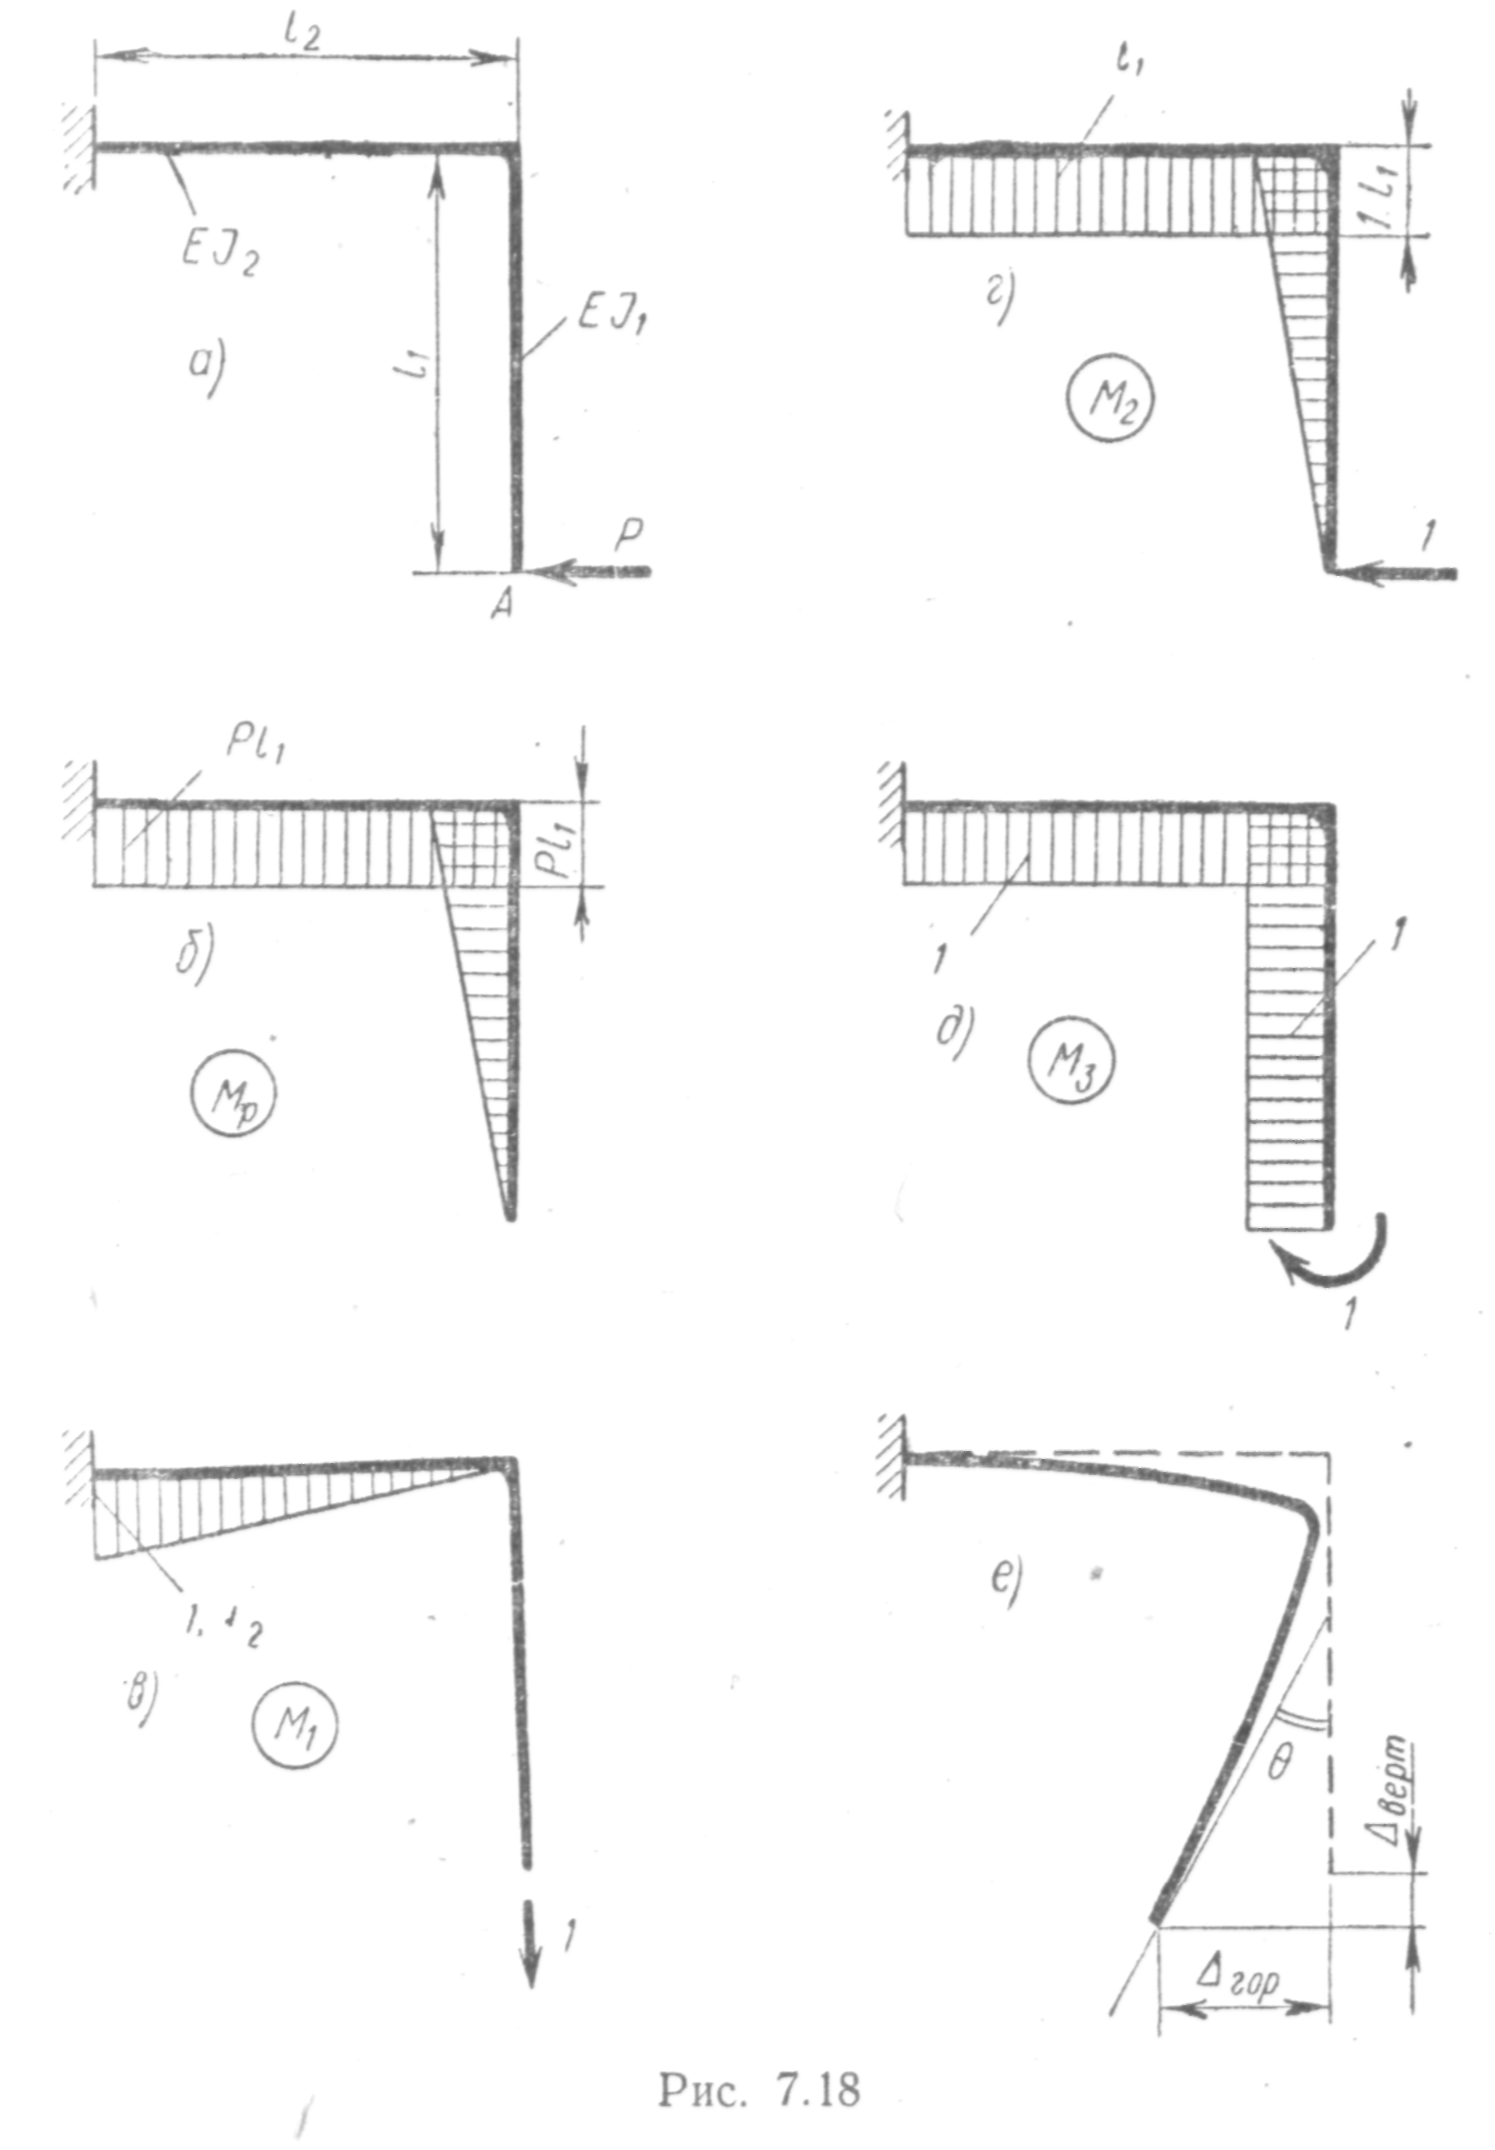 l₂
EJ₂
EJ₁
l₁
а)
P
A
l₁
1·l₁
г)
M₂
1
Pl₁
Pl₁
б)
Mₚ
1
1
д)
M₃
1
в)
M₁
1
е)
θ
Δверт
Δгор
Рис. 7.18